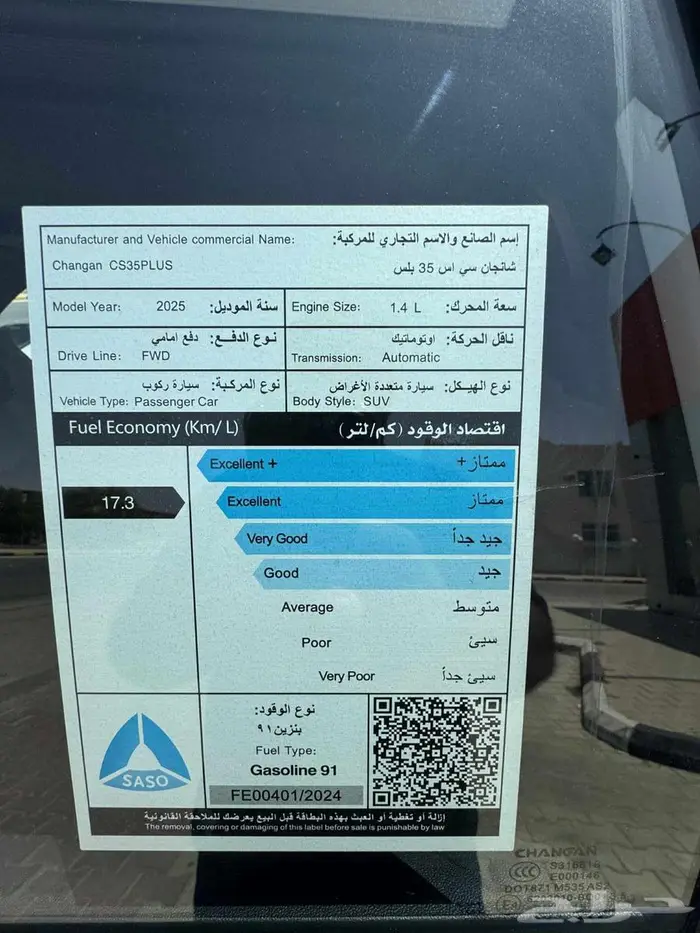 Manufacturer and Vehicle commercial Name: إسم الصانع والاسم التجاري للمركبة:
Changan CS35PLUS شانجان سي اس 35 بلس
Model Year: 2025 سنة الموديل:
Engine Size: 1.4 L سعة المحرك:
نوع الدفع: دفع امامي
Drive Line: FWD
ناقل الحركة: اوتوماتيك
Transmission: Automatic
نوع المركبة: سيارة ركوب
Vehicle Type: Passenger Car
نوع الهيكل: سيارة متعددة الأغراض
Body Style: SUV
Fuel Economy (Km/ L) اقتصاد الوقود (كم/لتر)
Excellent + ممتاز+
17.3
Excellent ممتاز
Very Good جيد جداً
Good جيد
Average متوسط
Poor سيئ
Very Poor سيئ جداً
SASO
نوع الوقود:
بنزين ٩١
Fuel Type:
Gasoline 91
FE00401/2024
إزالة أو تغطية أو العبث بهذه البطاقة قبل البيع يعرضك للملاحقة القانونية
The removal, covering or damaging of this label before sale is punishable by law
CHANGAN
CCC
E000146
DOT871 M535 AS2